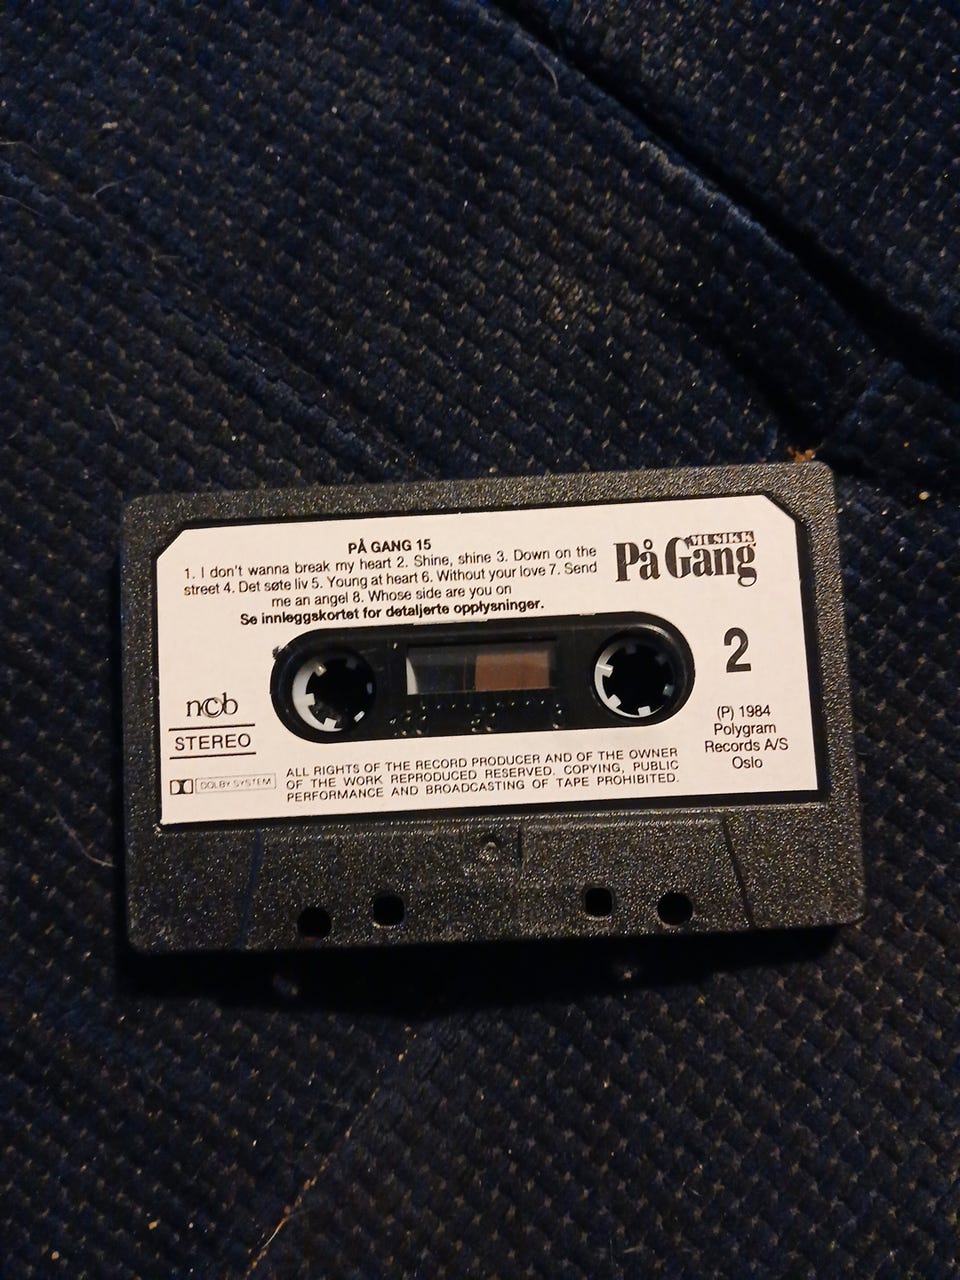 PÅ GANG 15
1. I don't wanna break my heart 2. Shine, shine 3. Down on the
street 4. Det søte liv 5. Young at heart 6. Without your love 7. Send
me an angel 8. Whose side are you on
Se innleggskortet for detaljerte opplysninger.
MUSIKK
På Gang
2
ncb
STEREO
DOLBY SYSTEM
(P) 1984
Polygram
Records A/S
Oslo
ALL RIGHTS OF THE RECORD PRODUCER AND OF THE OWNER
OF THE WORK REPRODUCED RESERVED. COPYING, PUBLIC
PERFORMANCE AND BROADCASTING OF TAPE PROHIBITED.